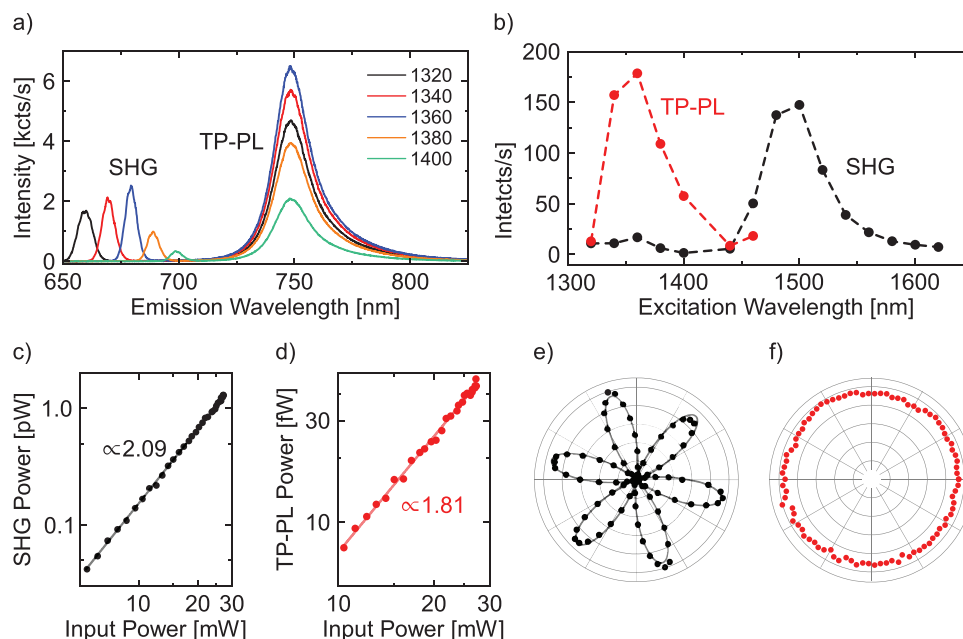 a)
Intensity [kcts/s]
6
4
2
0
SHG
TP-PL
1320
1340
1360
1380
1400
650
700
750
800
Emission Wavelength [nm]
b)
Intetcts/s]
200
150
100
50
0
TP-PL
SHG
1300
1400
1500
1600
Excitation Wavelength [nm]
c)
SHG Power [pW]
1.0
0.1
∝2.09
10
20
30
Input Power [mW]
d)
TP-PL Power [fW]
30
10
∝1.81
10
20
30
Input Power [mW]
e)
f)